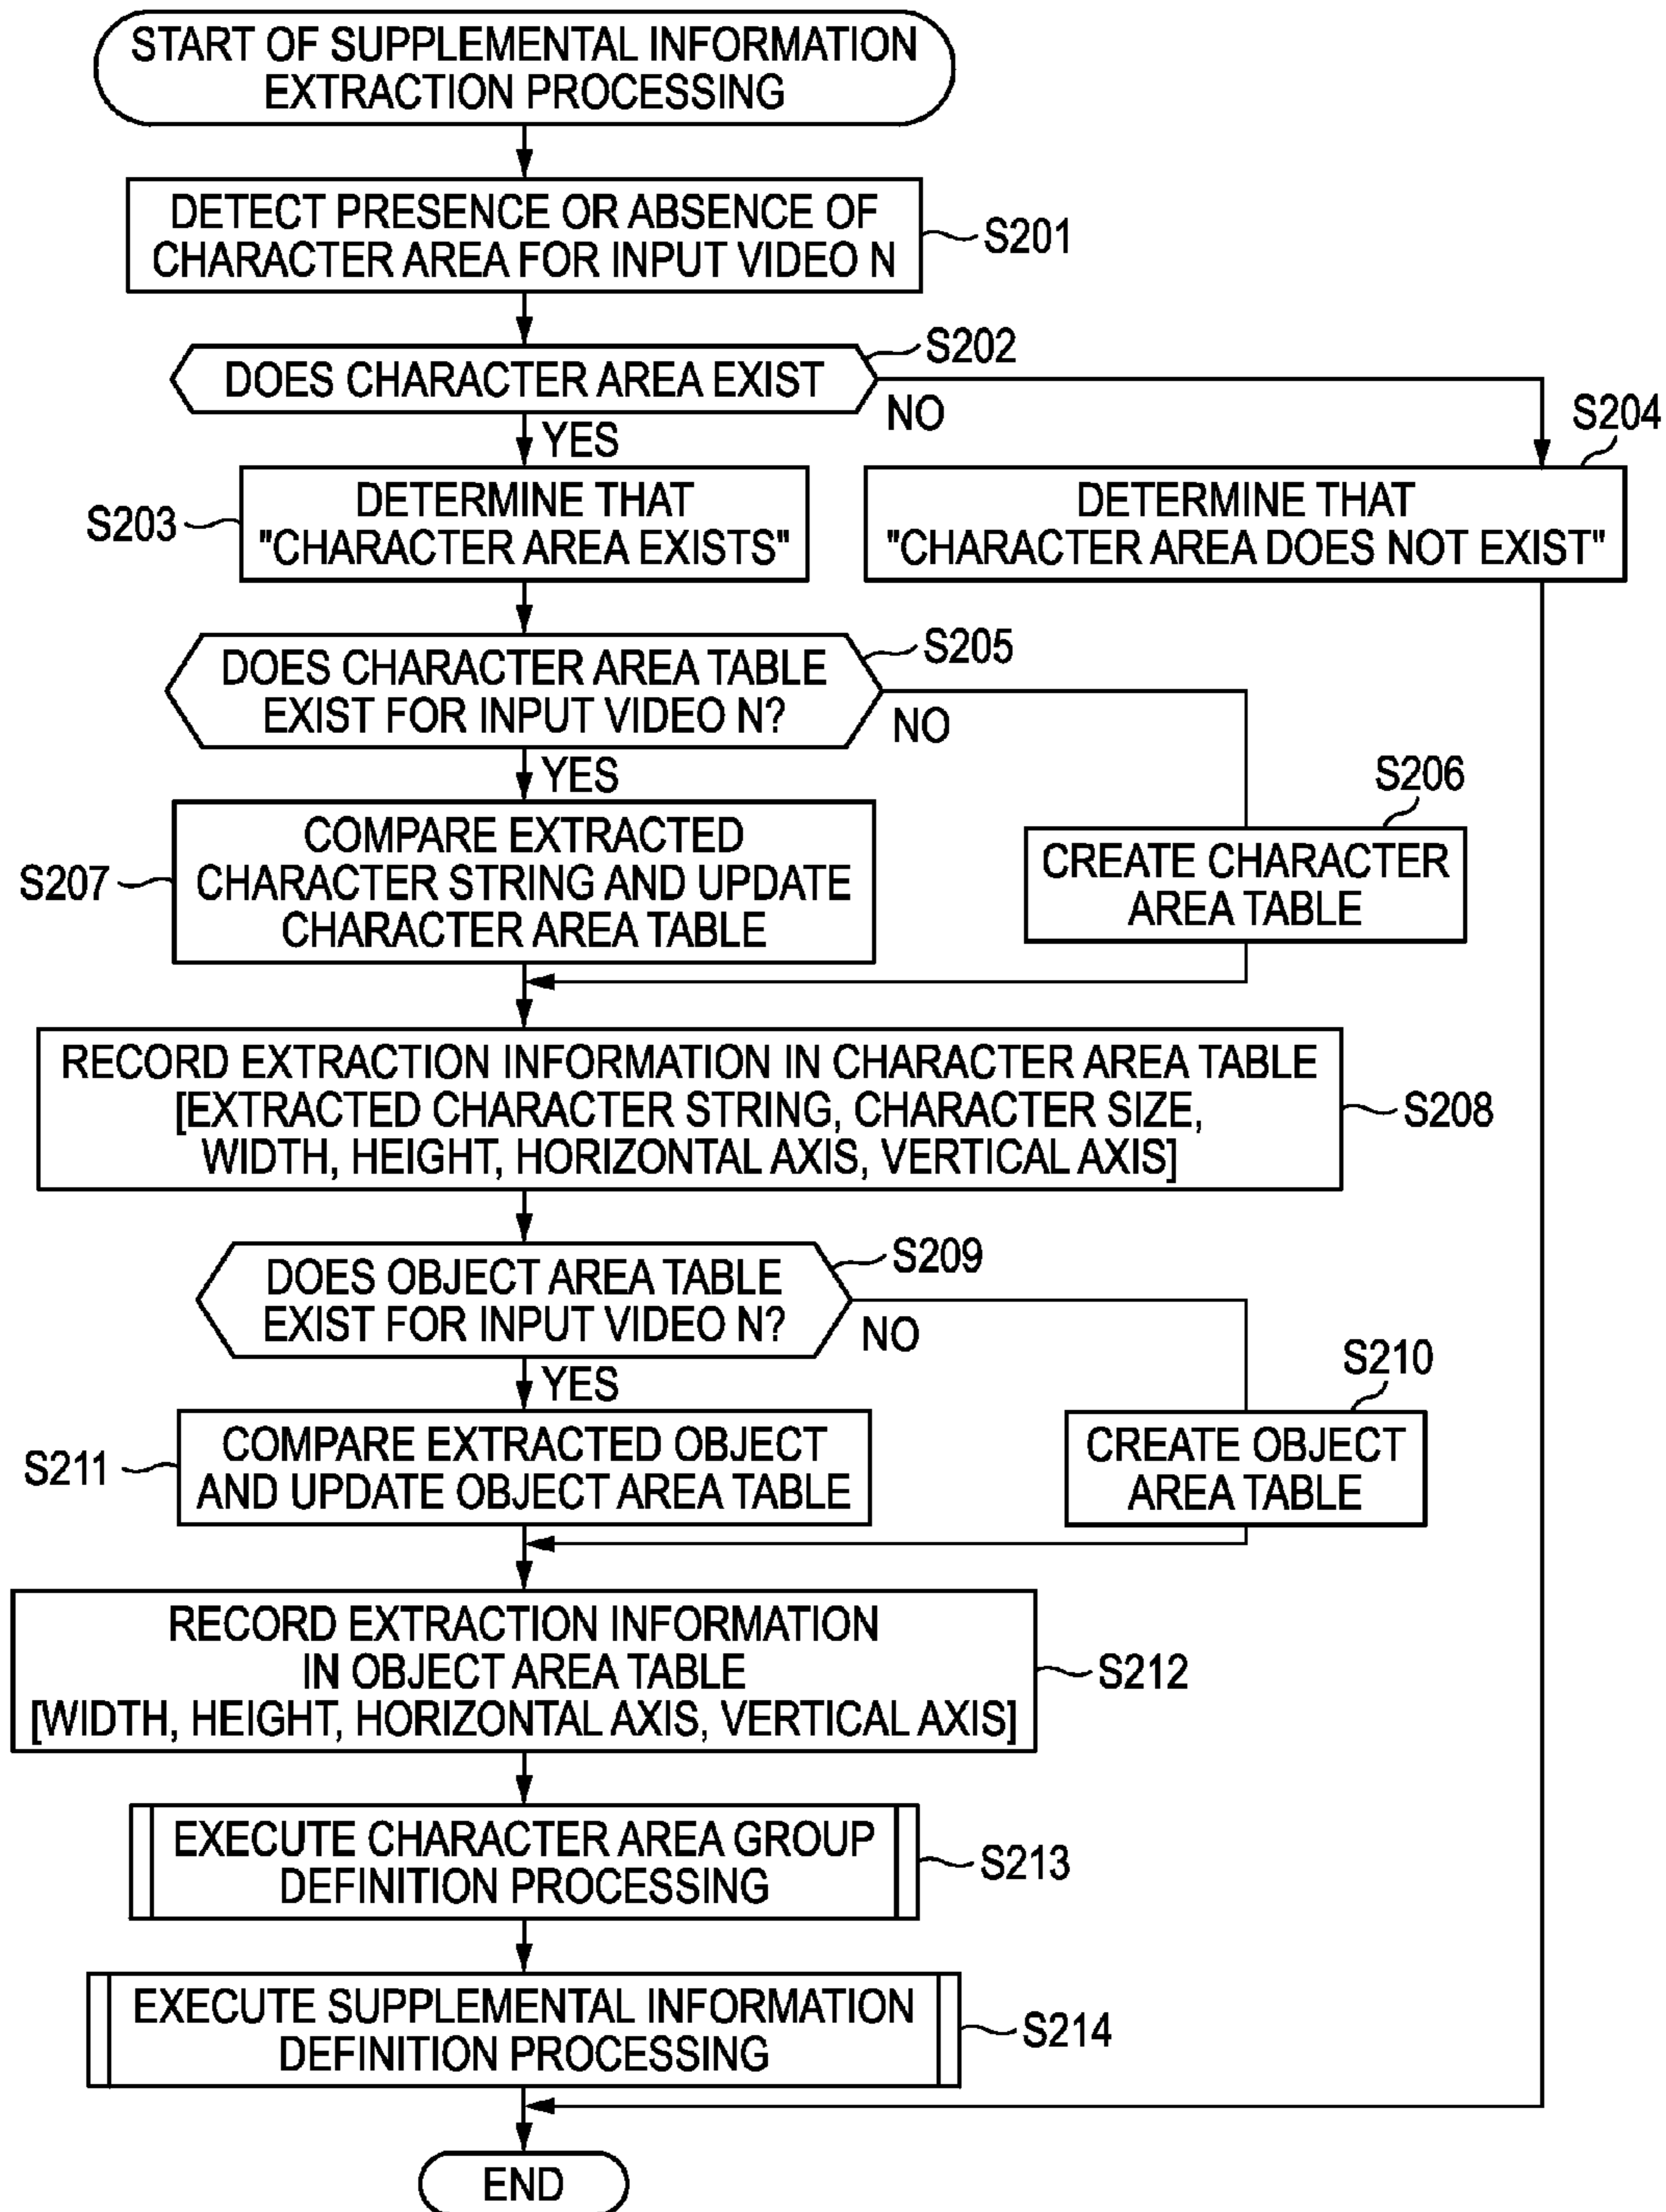 START OF SUPPLEMENTAL INFORMATION
EXTRACTION PROCESSING
DETECT PRESENCE OR ABSENCE OF
CHARACTER AREA FOR INPUT VIDEO N
S201
DOES CHARACTER AREA EXIST
S202
NO
YES
S203
DETERMINE THAT
"CHARACTER AREA EXISTS"
S204
DETERMINE THAT
"CHARACTER AREA DOES NOT EXIST"
DOES CHARACTER AREA TABLE
EXIST FOR INPUT VIDEO N?
S205
NO
YES
S206
CREATE CHARACTER
AREA TABLE
S207
COMPARE EXTRACTED
CHARACTER STRING AND UPDATE
CHARACTER AREA TABLE
RECORD EXTRACTION INFORMATION IN CHARACTER AREA TABLE
[EXTRACTED CHARACTER STRING, CHARACTER SIZE,
WIDTH, HEIGHT, HORIZONTAL AXIS, VERTICAL AXIS]
S208
DOES OBJECT AREA TABLE
EXIST FOR INPUT VIDEO N?
S209
NO
YES
S210
CREATE OBJECT
AREA TABLE
S211
COMPARE EXTRACTED OBJECT
AND UPDATE OBJECT AREA TABLE
RECORD EXTRACTION INFORMATION
IN OBJECT AREA TABLE
[WIDTH, HEIGHT, HORIZONTAL AXIS, VERTICAL AXIS]
S212
EXECUTE CHARACTER AREA GROUP
DEFINITION PROCESSING
S213
EXECUTE SUPPLEMENTAL INFORMATION
DEFINITION PROCESSING
S214
END